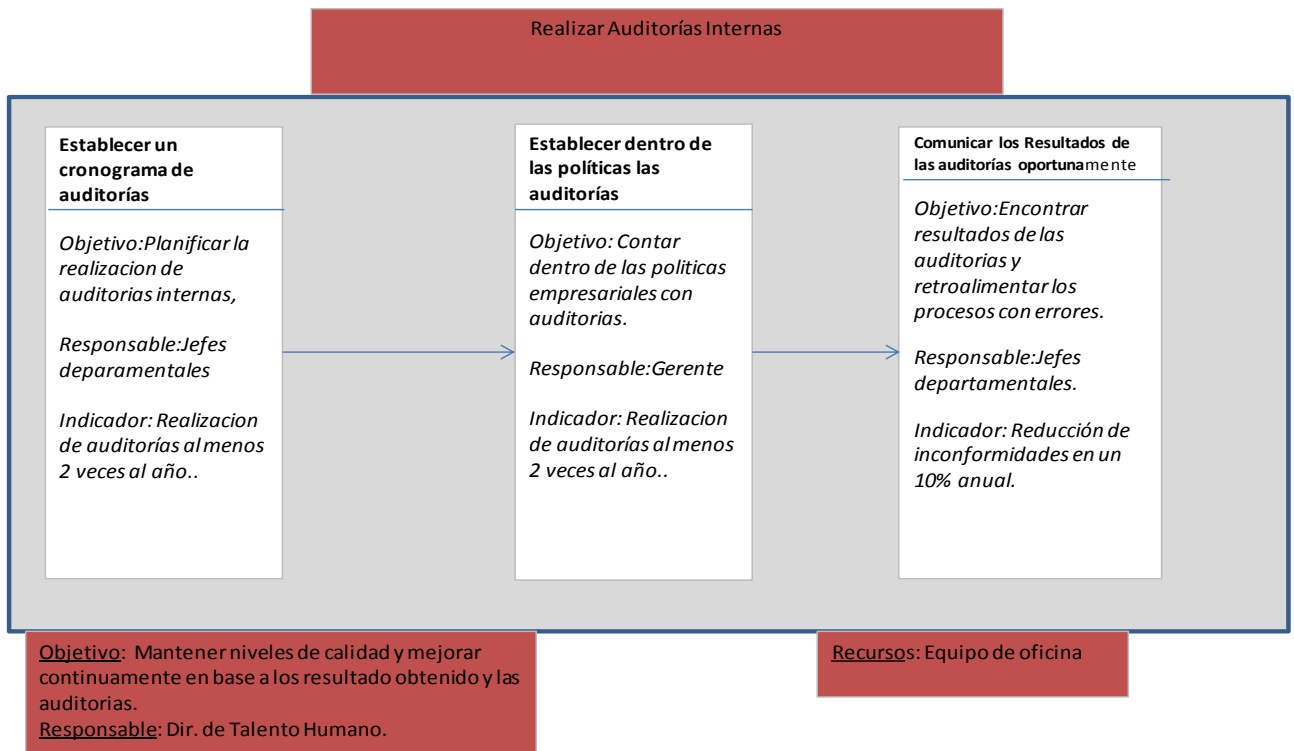 Realizar Auditorías Internas
Establecer un
cronograma de
auditorías
Objetivo:Planificar la
realizacion de
auditorias internas,
Responsable:Jefes
deparamentales
Indicador: Realizacion
de auditorías al menos
2 veces al año..
Establecer dentro de
las políticas las
auditorías
Objetivo: Contar
dentro de las politicas
empresariales con
auditorias.
Responsable:Gerente
Indicador: Realizacion
de auditorías al menos
2 veces al año..
Comunicar los Resultados de
las auditorías oportunamente
Objetivo:Encontrar
resultados de las
auditorias y
retroalimentar los
procesos con errores.
Responsable:Jefes
departamentales.
Indicador: Reducción de
inconformidades en un
10% anual.
Objetivo: Mantener niveles de calidad y mejorar
continuamente en base a los resultado obtenido y las
auditorias.
Responsable: Dir. de Talento Humano.
Recursos: Equipo de oficina